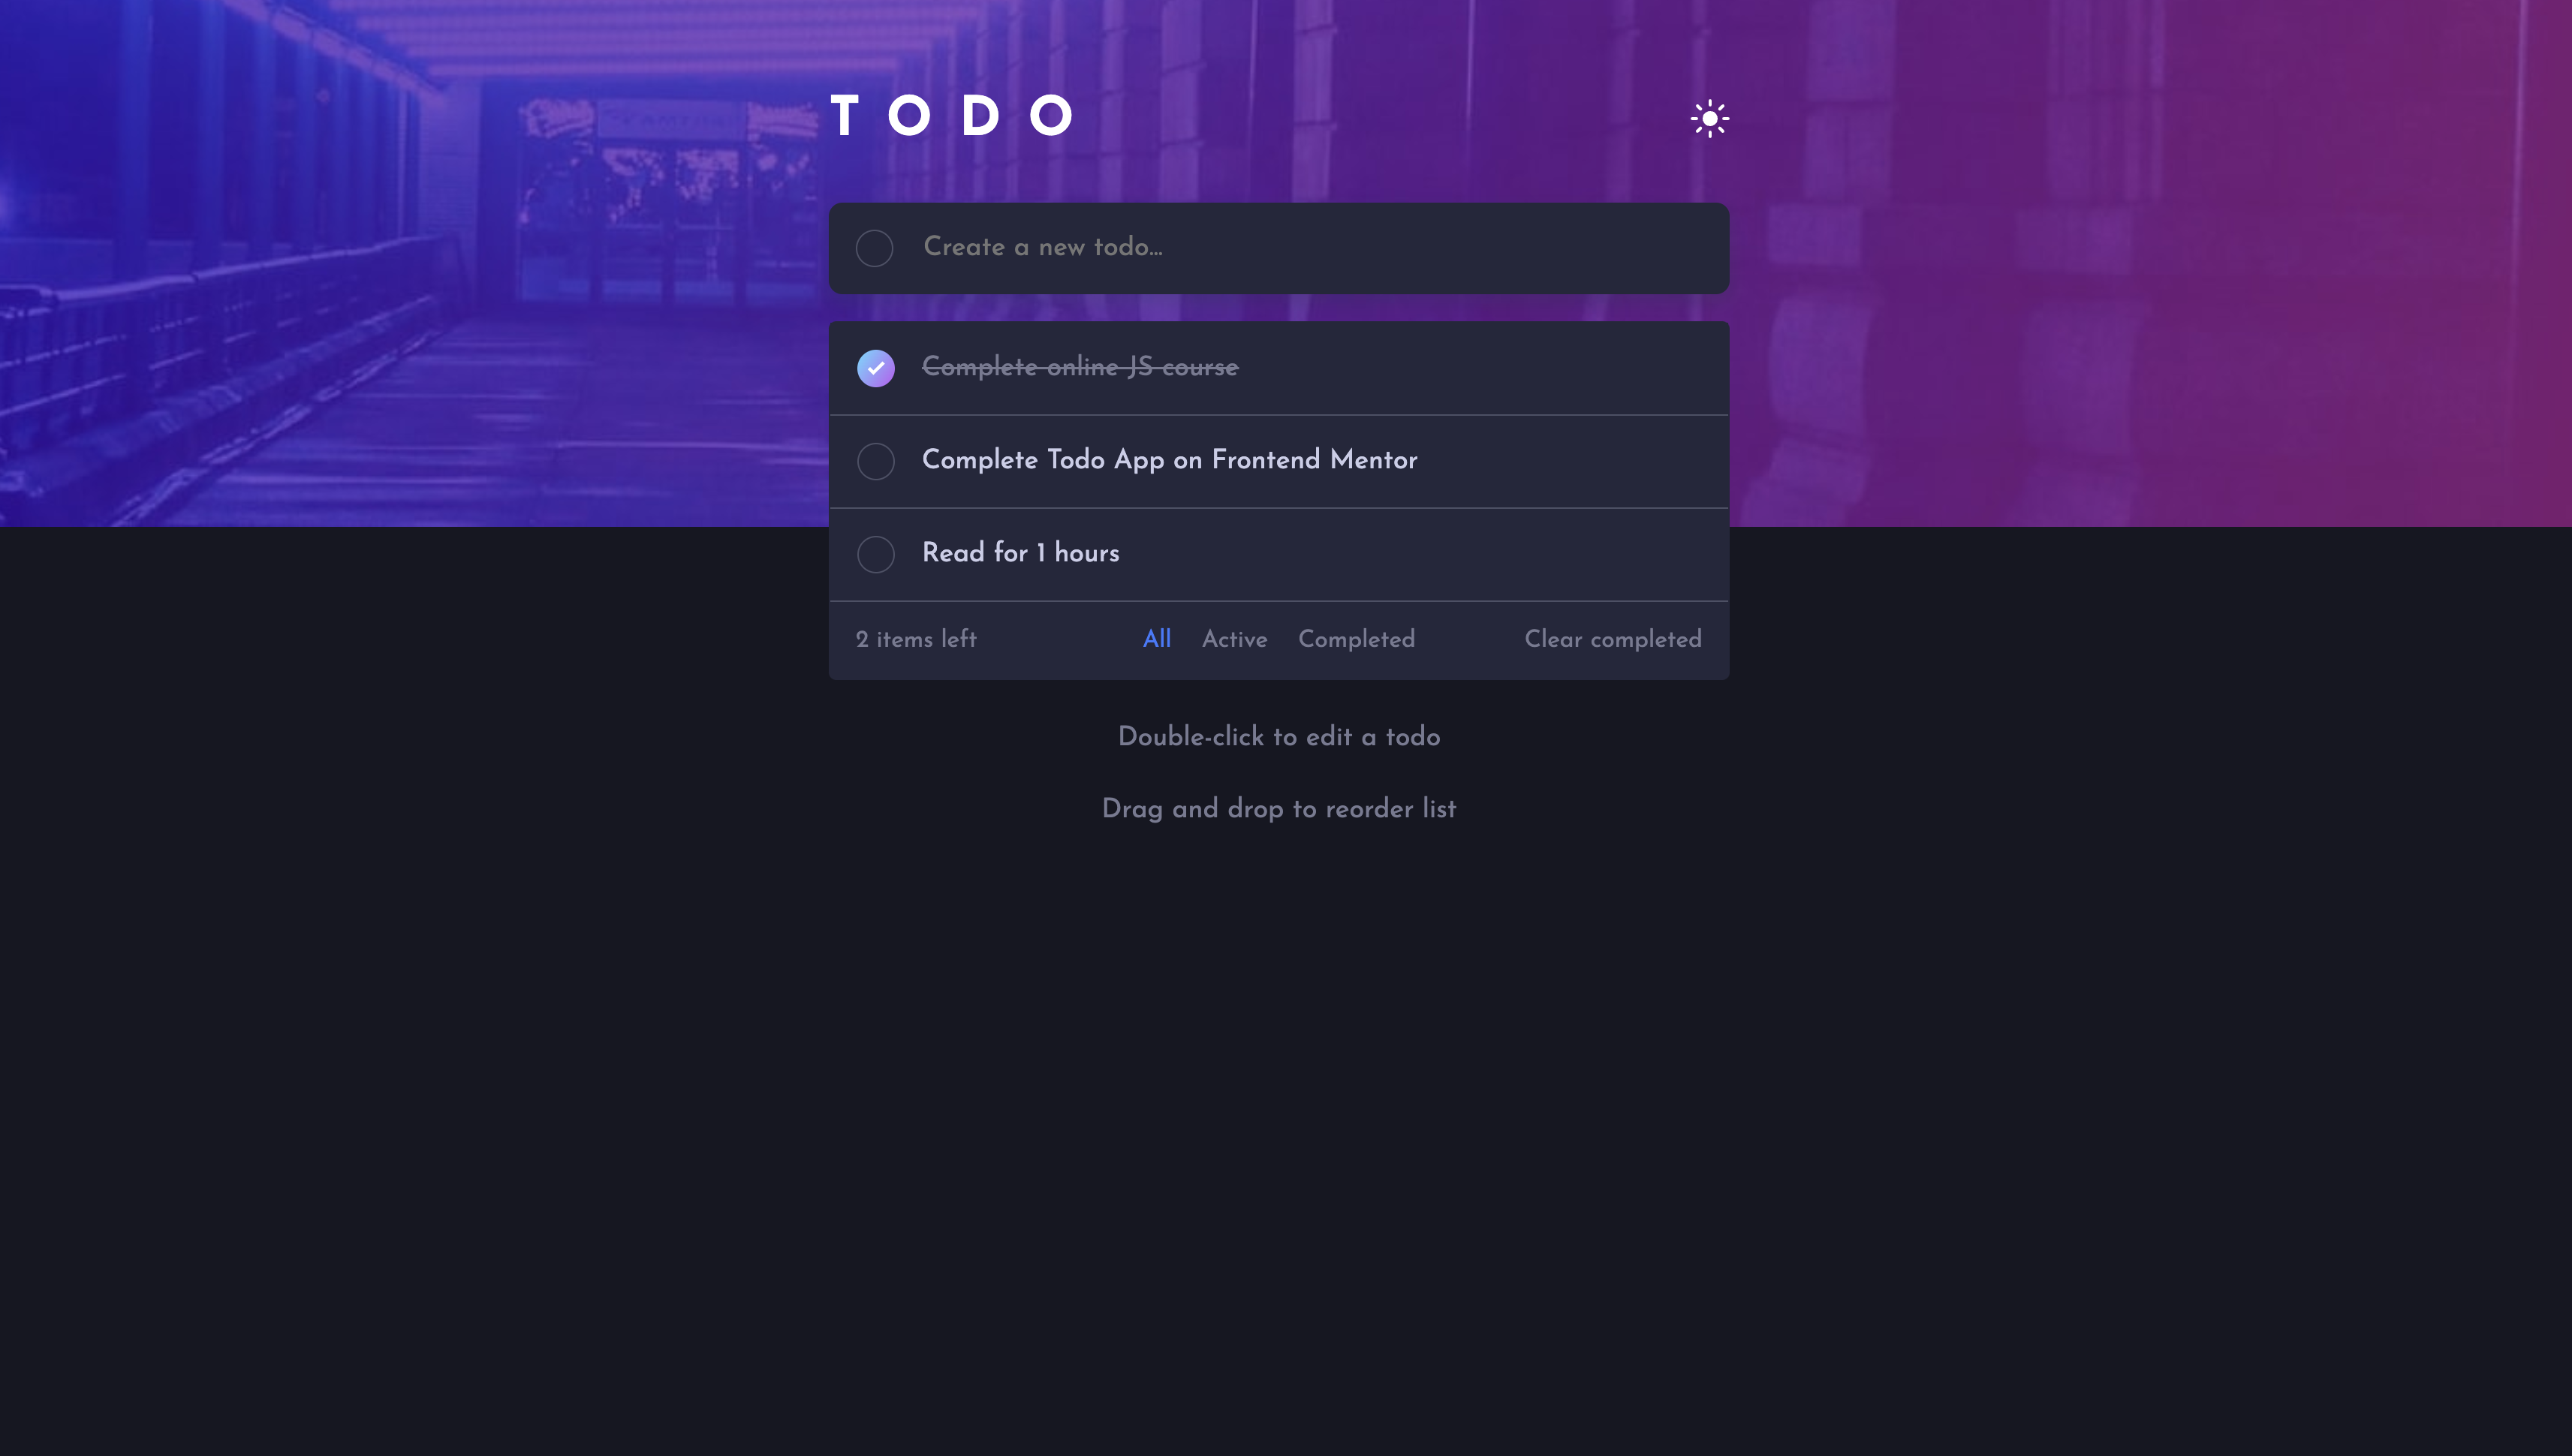 TODO
Create a new todo...
Complete online JS course
Complete Todo App on Frontend Mentor
Read for 1 hours
2 items left All Active Completed Clear completed
Double-click to edit a todo
Drag and drop to reorder list